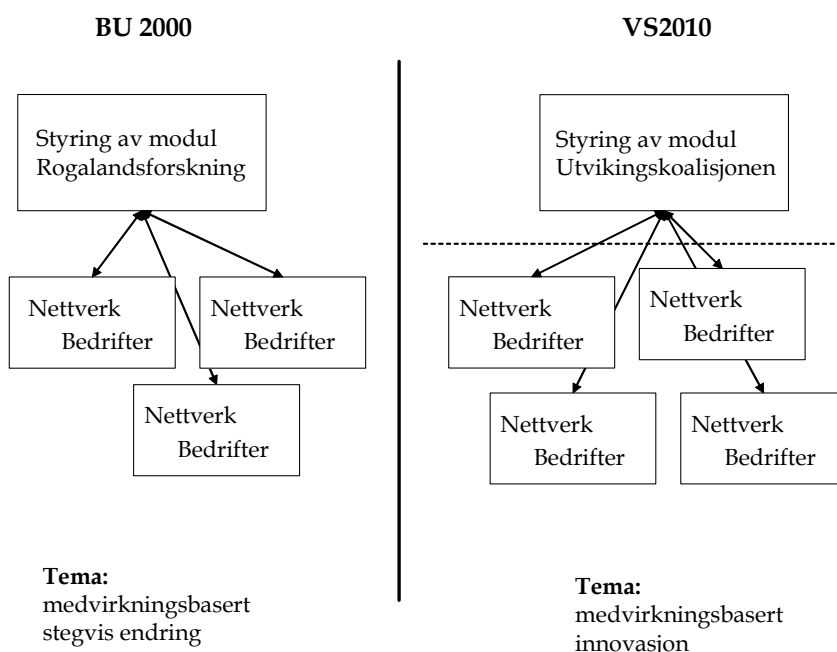 BU 2000
Styring av modul
Rogalandsforskning
Nettverk
Bedrifter
Nettverk
Bedrifter
Nettverk
Bedrifter
Tema:
medvirkningsbasert
stegvis endring
VS2010
Styring av modul
Utvikingskoalisjonen
Nettverk
Bedrifter
Nettverk
Bedrifter
Nettverk
Bedrifter
Nettverk
Bedrifter
Tema:
medvirkningsbasert
innovasjon